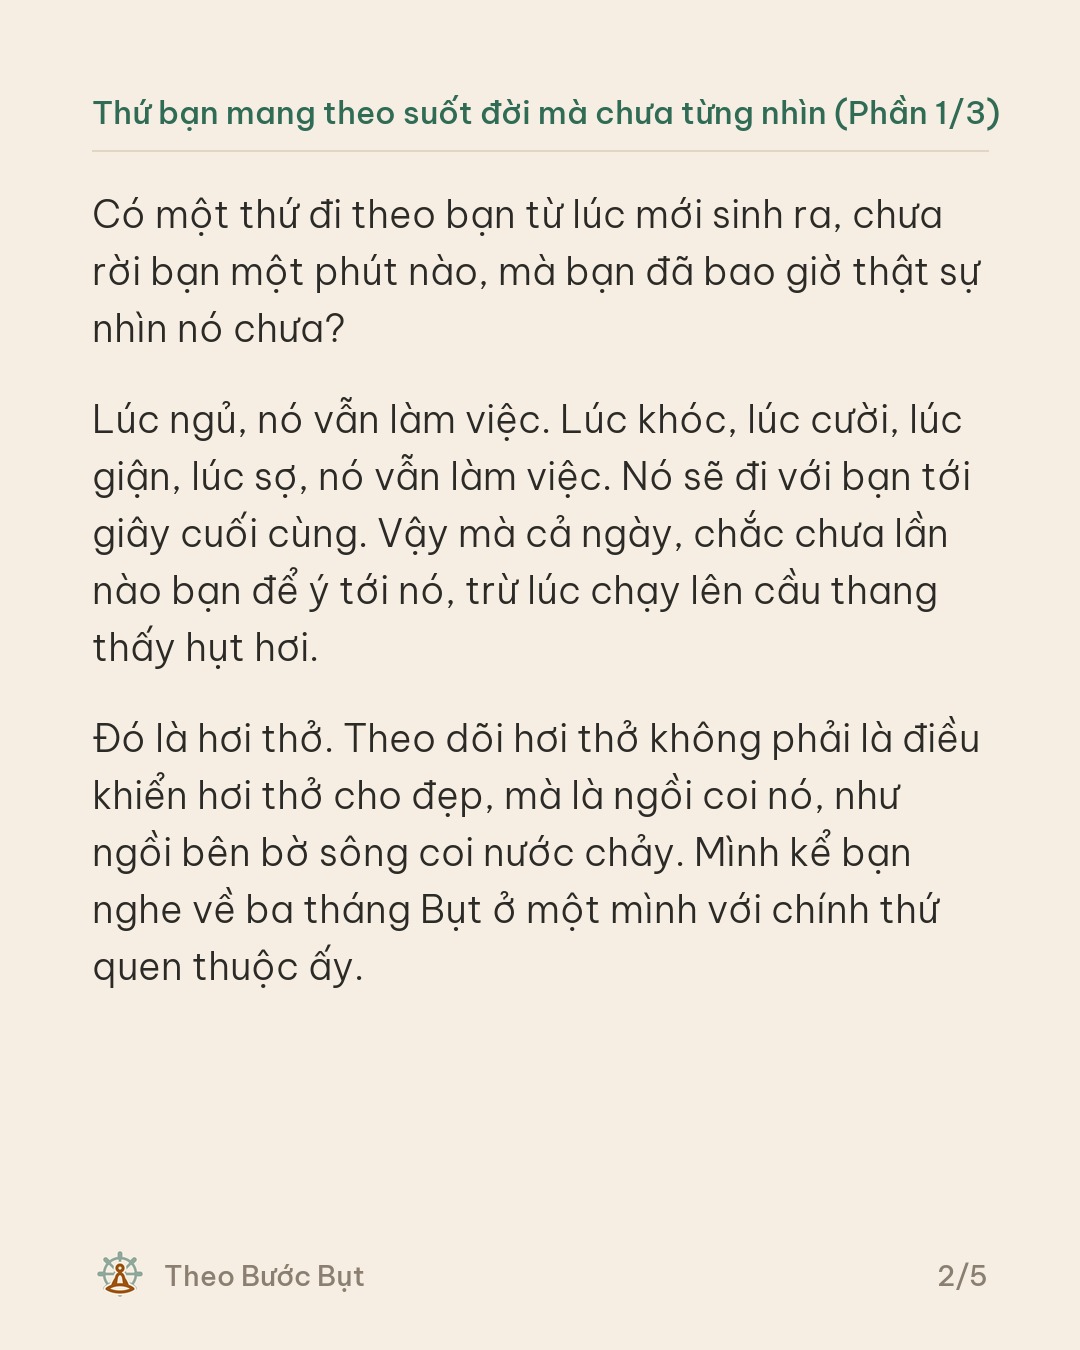 Thứ bạn mang theo suốt đời mà chưa từng nhìn (Phần 1/3)
Có một thứ đi theo bạn từ lúc mới sinh ra, chưa
rời bạn một phút nào, mà bạn đã bao giờ thật sự
nhìn nó chưa?
Lúc ngủ, nó vẫn làm việc. Lúc khóc, lúc cười, lúc
giận, lúc sợ, nó vẫn làm việc. Nó sẽ đi với bạn tới
giây cuối cùng. Vậy mà cả ngày, chắc chưa lần
nào bạn để ý tới nó, trừ lúc chạy lên cầu thang
thấy hụt hơi.
Đó là hơi thở. Theo dõi hơi thở không phải là điều
khiển hơi thở cho đẹp, mà là ngồi coi nó, như
ngồi bên bờ sông coi nước chảy. Mình kể bạn
nghe về ba tháng Bụt ở một mình với chính thứ
quen thuộc ấy.
Theo Bước Bụt
2/5